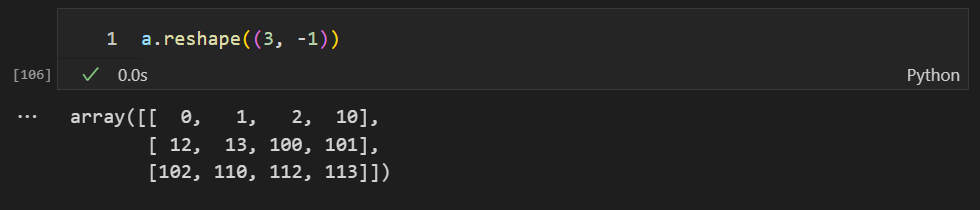 1 a.reshape((3, -1))
[106] 0.0s Python
... array([[  0,   1,   2,  10],
       [ 12,  13, 100, 101],
       [102, 110, 112, 113]])